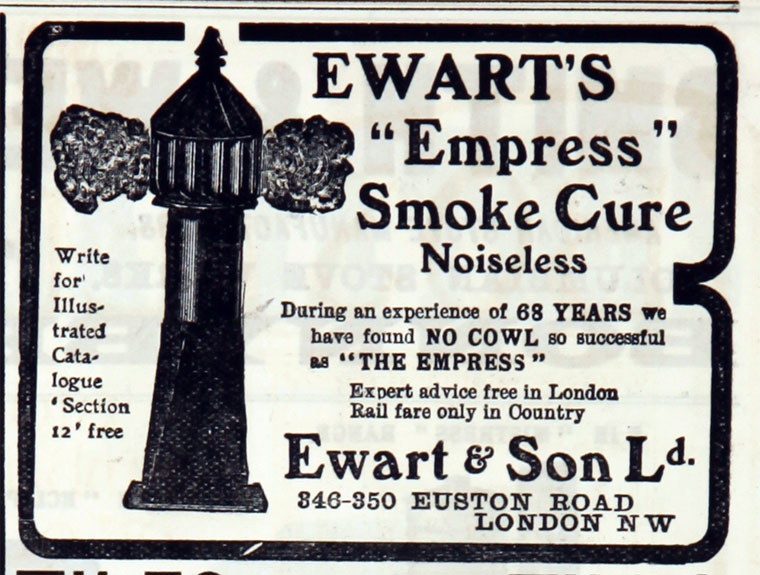 EWART'S
"Empress"
Smoke Cure
Noiseless
Write
for
Illus-
trated
Cata-
logue
'Section
12' free
During an experience of 68 YEARS we
have found NO COWL so successful
as "THE EMPRESS"
Expert advice free in London
Rail fare only in Country
Ewart & Son Ld.
346-350 EUSTON ROAD
LONDON NW